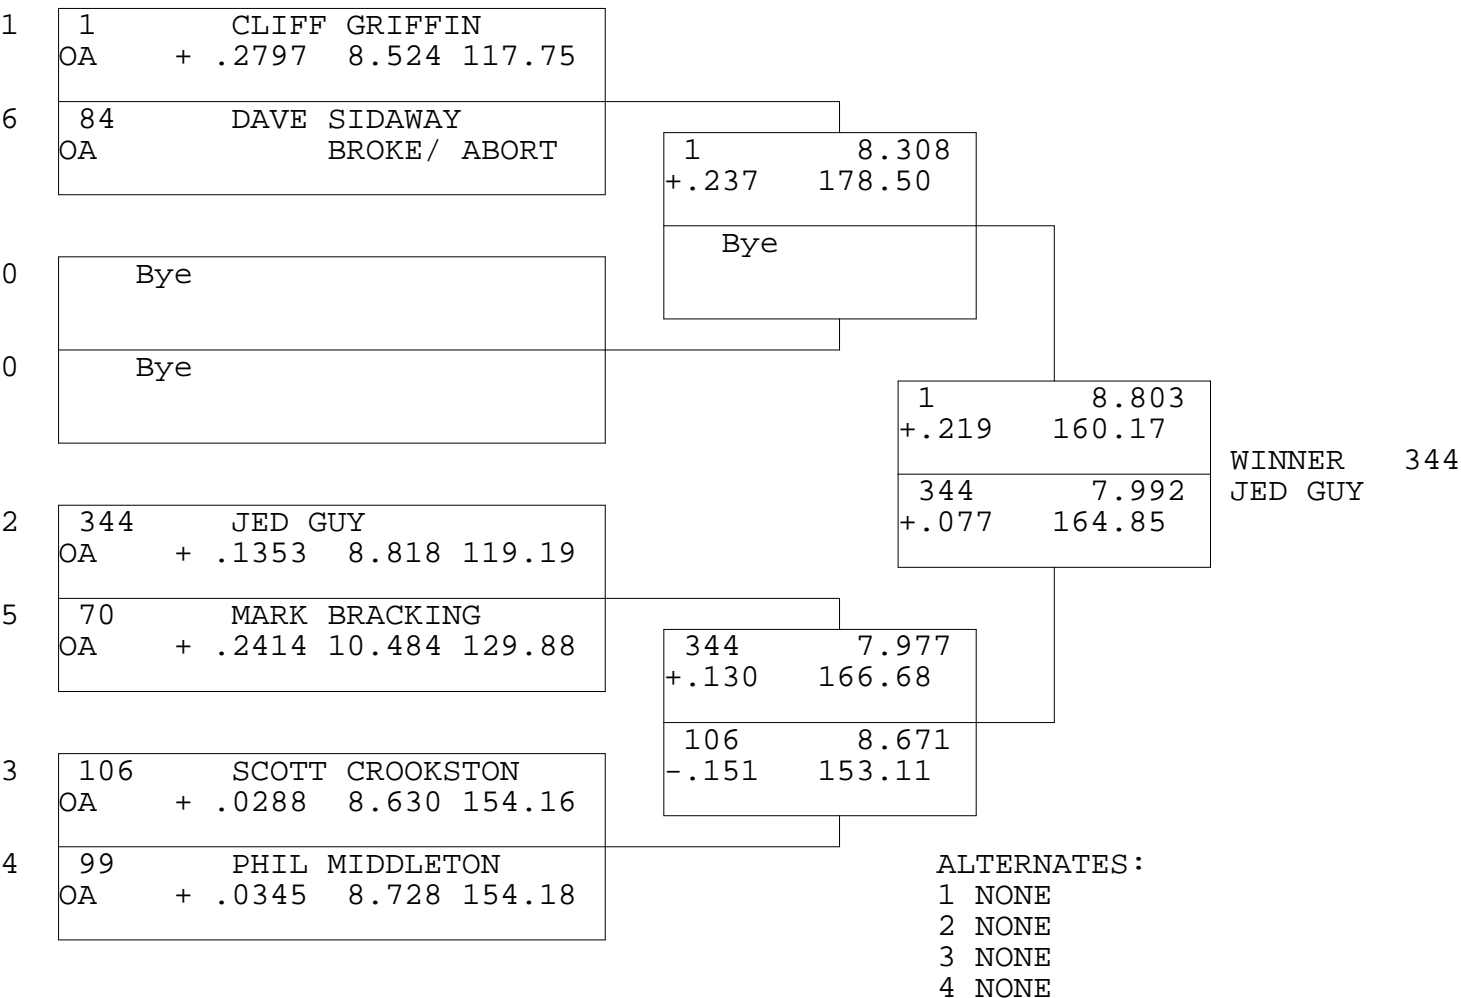 1 1 CLIFF GRIFFIN
OA + .2797 8.524 117.75
6 84 DAVE SIDAWAY
OA BROKE/ ABORT
0 Bye
0 Bye
2 344 JED GUY
OA + .1353 8.818 119.19
5 70 MARK BRACKING
OA + .2414 10.484 129.88
3 106 SCOTT CROOKSTON
OA + .0288 8.630 154.16
4 99 PHIL MIDDLETON
OA + .0345 8.728 154.18
1 8.308
+.237 178.50
Bye
344 7.977
+.130 166.68
106 8.671
-.151 153.11
1 8.803
+.219 160.17
344 7.992
+.077 164.85
WINNER 344
JED GUY
ALTERNATES:
1 NONE
2 NONE
3 NONE
4 NONE